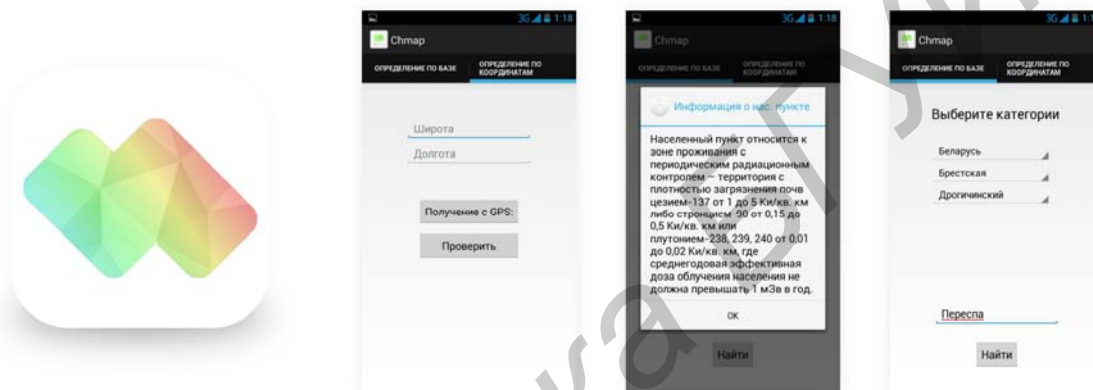 3G 1:18
Chmap
ОПРЕДЕЛЕНИЕ ПО БАЗЕ
ОПРЕДЕЛЕНИЕ ПО
КООРДИНАТАМ
Широта
Долгота
Получение с GPS:
Проверить
3G 1:18
Chmap
ОПРЕДЕЛЕНИЕ ПО БАЗЕ
ОПРЕДЕЛЕНИЕ ПО
КООРДИНАТАМ
Информация о нас. пункте
Населенный пункт относится к
зоне проживания с
периодическим радиационным
контролем – территория с
плотностью загрязнения почв
цезием-137 от 1 до 5 Ки/кв. км
либо стронцием-90 от 0,15 до
0,5 Ки/кв. км или
плутонием-238, 239, 240 от 0,01
до 0,02 Ки/кв. км, где
среднегодовая эффективная
доза облучения населения не
должна превышать 1 мЗв в год.
ОК
Найти
3G
Chmap
ОПРЕДЕЛЕНИЕ ПО БАЗЕ
ОПРЕДЕЛЕНИЕ ПО
КООРДИНАТАМ
Выберите категории
Беларусь
Брестская
Дрогичинский
Переспа
Найти